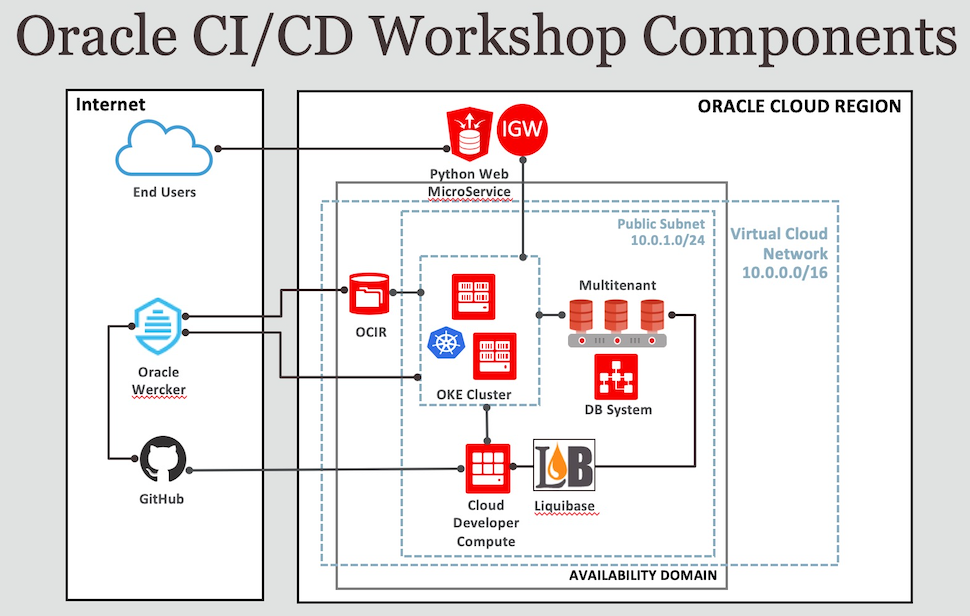 Oracle CI/CD Workshop Components
Internet
ORACLE CLOUD REGION
IGW
End Users
Python Web
MicroService
Public Subnet
10.0.1.0/24
Virtual Cloud
Network
10.0.0.0/16
Multitenant
OCIR
Oracle
Wercker
OKE Cluster
DB System
GitHub
LB
Liquibase
Cloud
Developer
Compute
AVAILABILITY DOMAIN